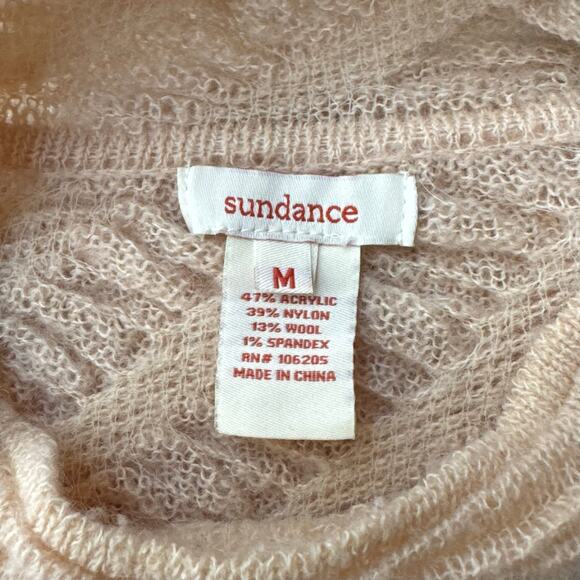 sundance
M
47% ACRYLIC
39% NYLON
13% WOOL
1% SPANDEX
RN# 106205
MADE IN CHINA